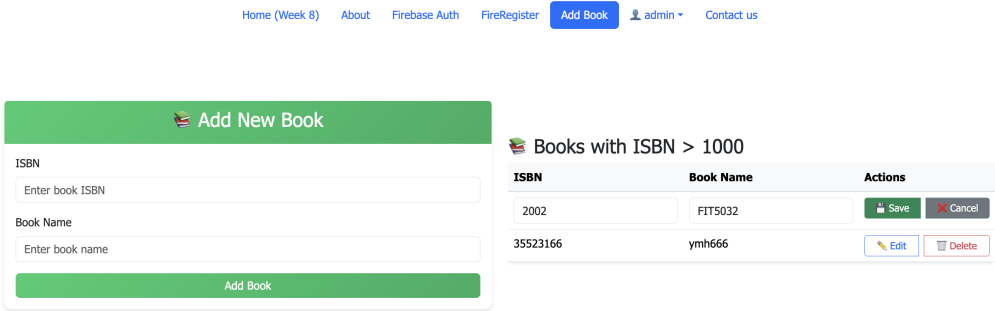 Home (Week 8) About Firebase Auth FireRegister Add Book 👤 admin Contact us
📚 Add New Book
ISBN
Enter book ISBN
Book Name
Enter book name
Add Book
📚 Books with ISBN > 1000
ISBN Book Name Actions
2002 FIT5032 💾 Save ❌ Cancel
35523166 ymh666 ✏️ Edit 🗑️ Delete